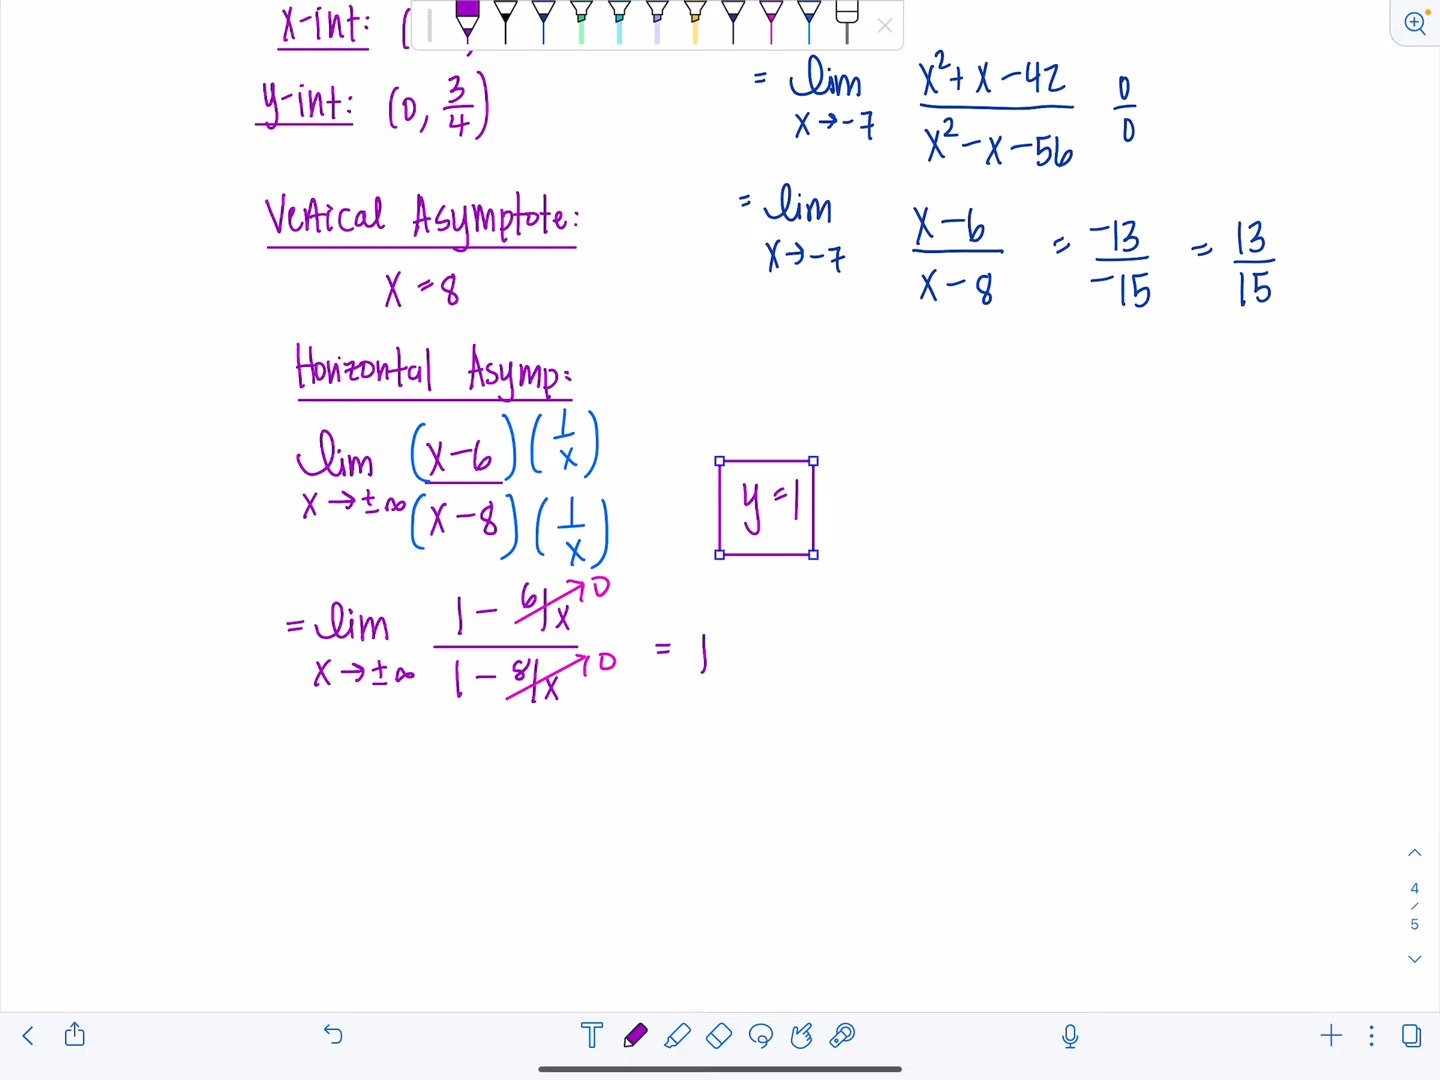 x-int: (
y-int: (0, 3/4)
Vertical Asymptote:
x = 8
Horizontal Asymp:
lim x→±∞ (x-6)(1/x) / (x-8)(1/x)
= lim x→±∞ (1 - 6/x →0) / (1 - 8/x →0) = 1
y = 1
= lim x→-7 (x²+x-42)/(x²-x-56) 0/0
= lim x→-7 (x-6)/(x-8) = -13/-15 = 13/15
4
/
5
T